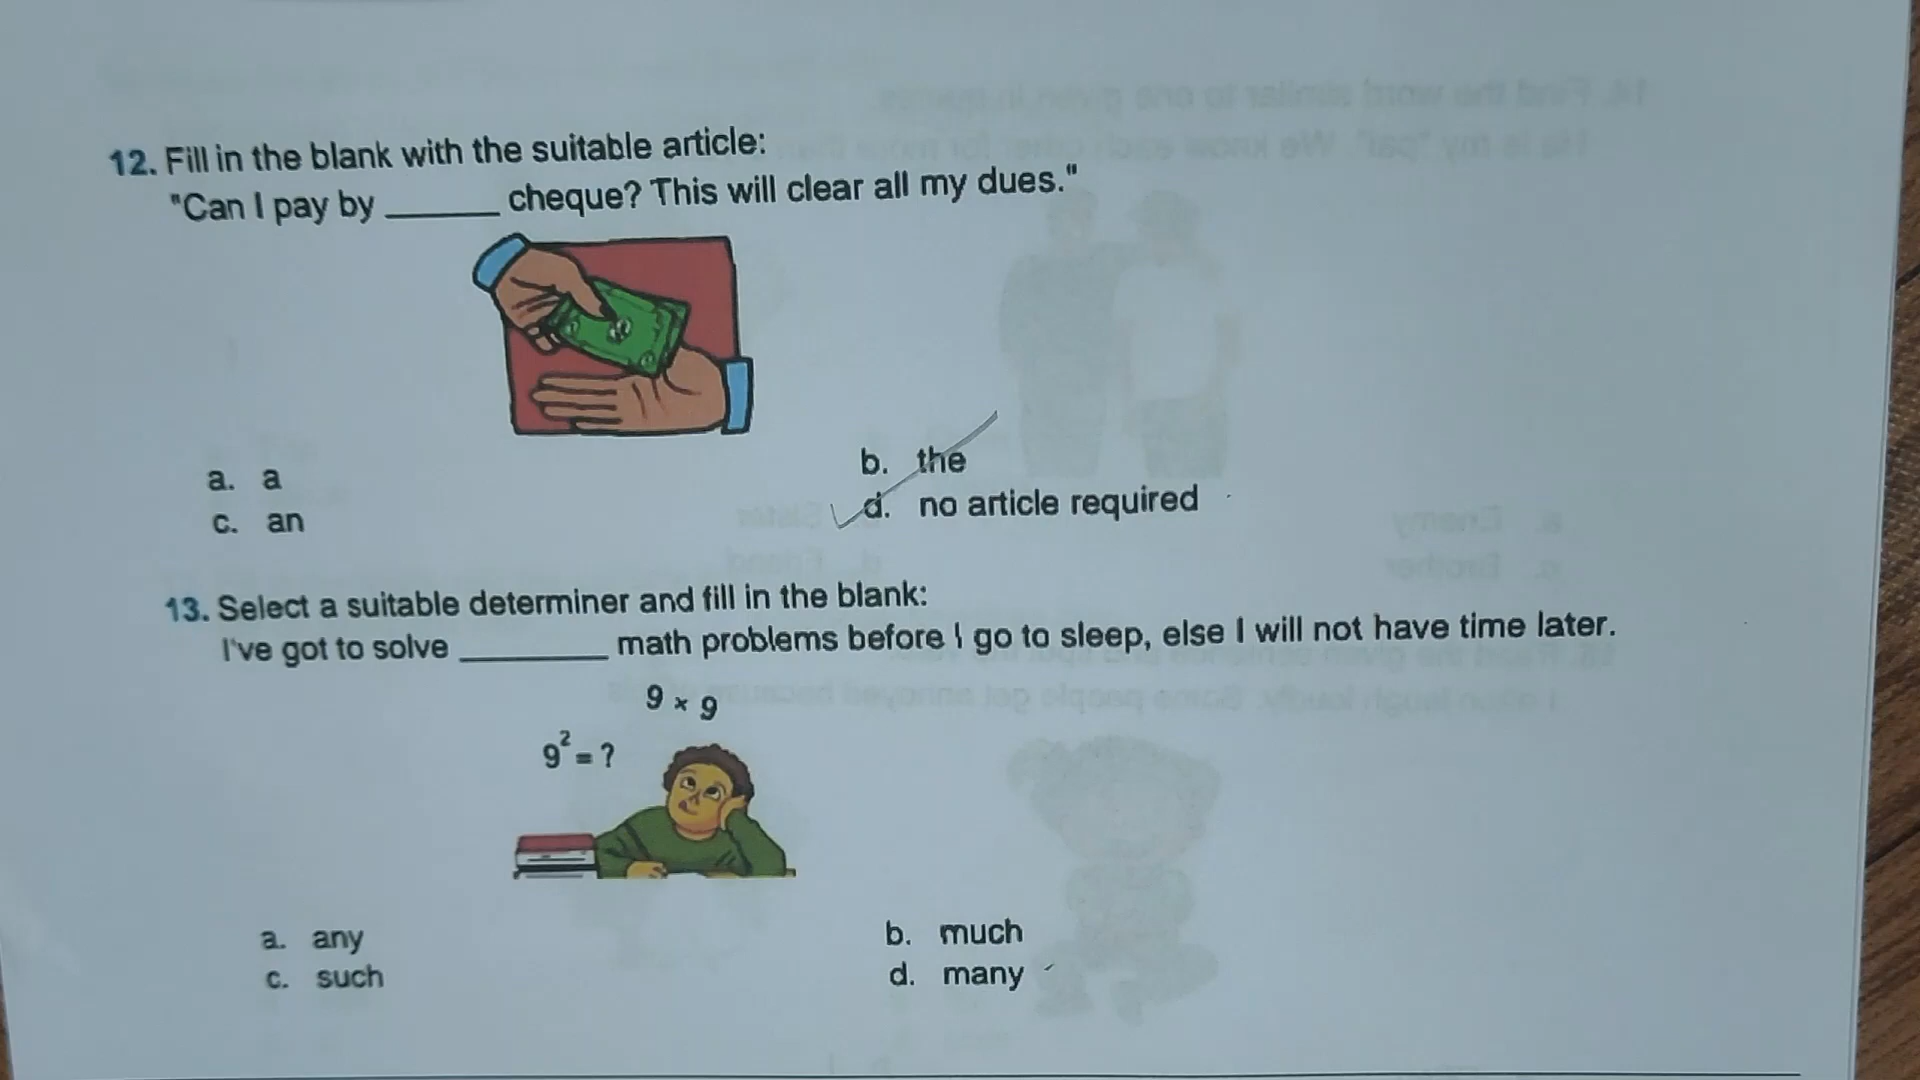 12. Fill in the blank with the suitable article:
"Can I pay by ______ cheque? This will clear all my dues."
a. a
b. the
c. an
d. no article required
13. Select a suitable determiner and fill in the blank:
I've got to solve ________ math problems before I go to sleep, else I will not have time later.
9 × 9
9² = ?
a. any
b. much
c. such
d. many